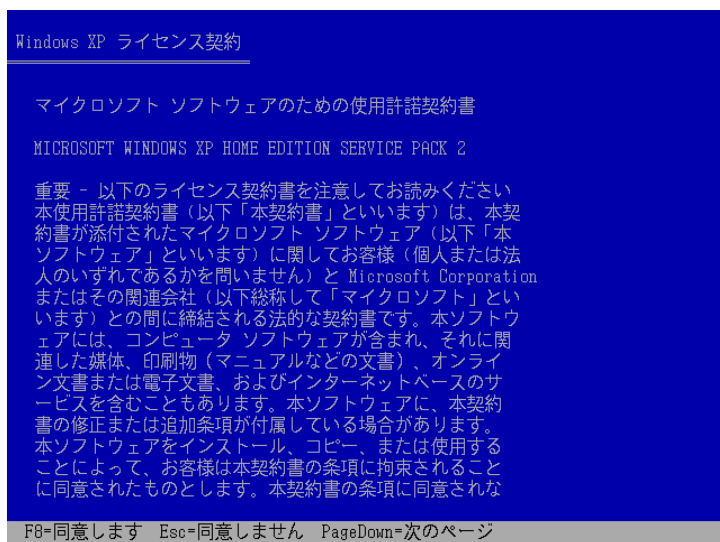 Windows XP ライセンス契約
マイクロソフト ソフトウェアのための使用許諾契約書
MICROSOFT WINDOWS XP HOME EDITION SERVICE PACK 2
重要 - 以下のライセンス契約書を注意してお読みください
本使用許諾契約書（以下「本契約書」といいます）は、本契
約書が添付されたマイクロソフト ソフトウェア（以下「本
ソフトウェア」といいます）に関してお客様（個人または法
人のいずれであるかを問いません）と Microsoft Corporation
またはその関連会社（以下総称して「マイクロソフト」とい
います）との間に締結される法的な契約書です。本ソフトウ
ェアには、コンピュータ ソフトウェアが含まれ、それに関
連した媒体、印刷物（マニュアルなどの文書）、オンライ
ン文書または電子文書、およびインターネットベースのサ
ービスを含むこともあります。本ソフトウェアに、本契約
書の修正または追加条項が付属している場合があります。
本ソフトウェアをインストール、コピー、または使用する
ことによって、お客様は本契約書の条項に拘束されること
に同意されたものとします。本契約書の条項に同意されな
F8=同意します Esc=同意しません PageDown=次のページ